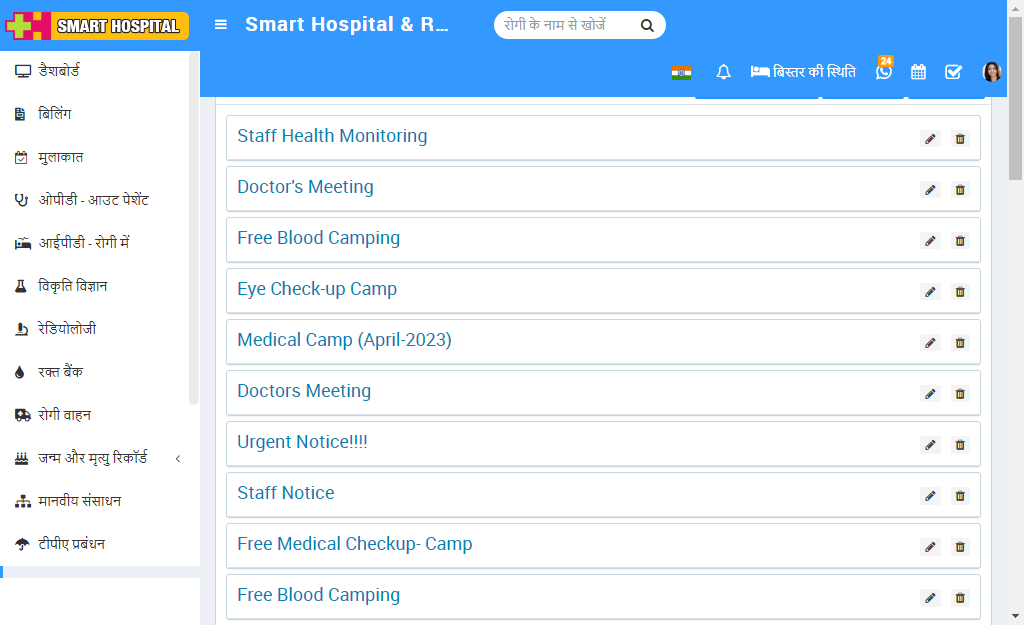 SMART HOSPITAL
Smart Hospital & R...
रोगी के नाम से खोजें
बिस्तर की स्थिति
24
डैशबोर्ड
बिलिंग
मुलाकात
ओपीडी - आउट पेशेंट
आईपीडी - रोगी में
विकृति विज्ञान
रेडियोलोजी
रक्त बैंक
रोगी वाहन
जन्म और मृत्यु रिकॉर्ड
मानवीय संसाधन
टीपीए प्रबंधन
Staff Health Monitoring
Doctor's Meeting
Free Blood Camping
Eye Check-up Camp
Medical Camp (April-2023)
Doctors Meeting
Urgent Notice!!!!
Staff Notice
Free Medical Checkup- Camp
Free Blood Camping